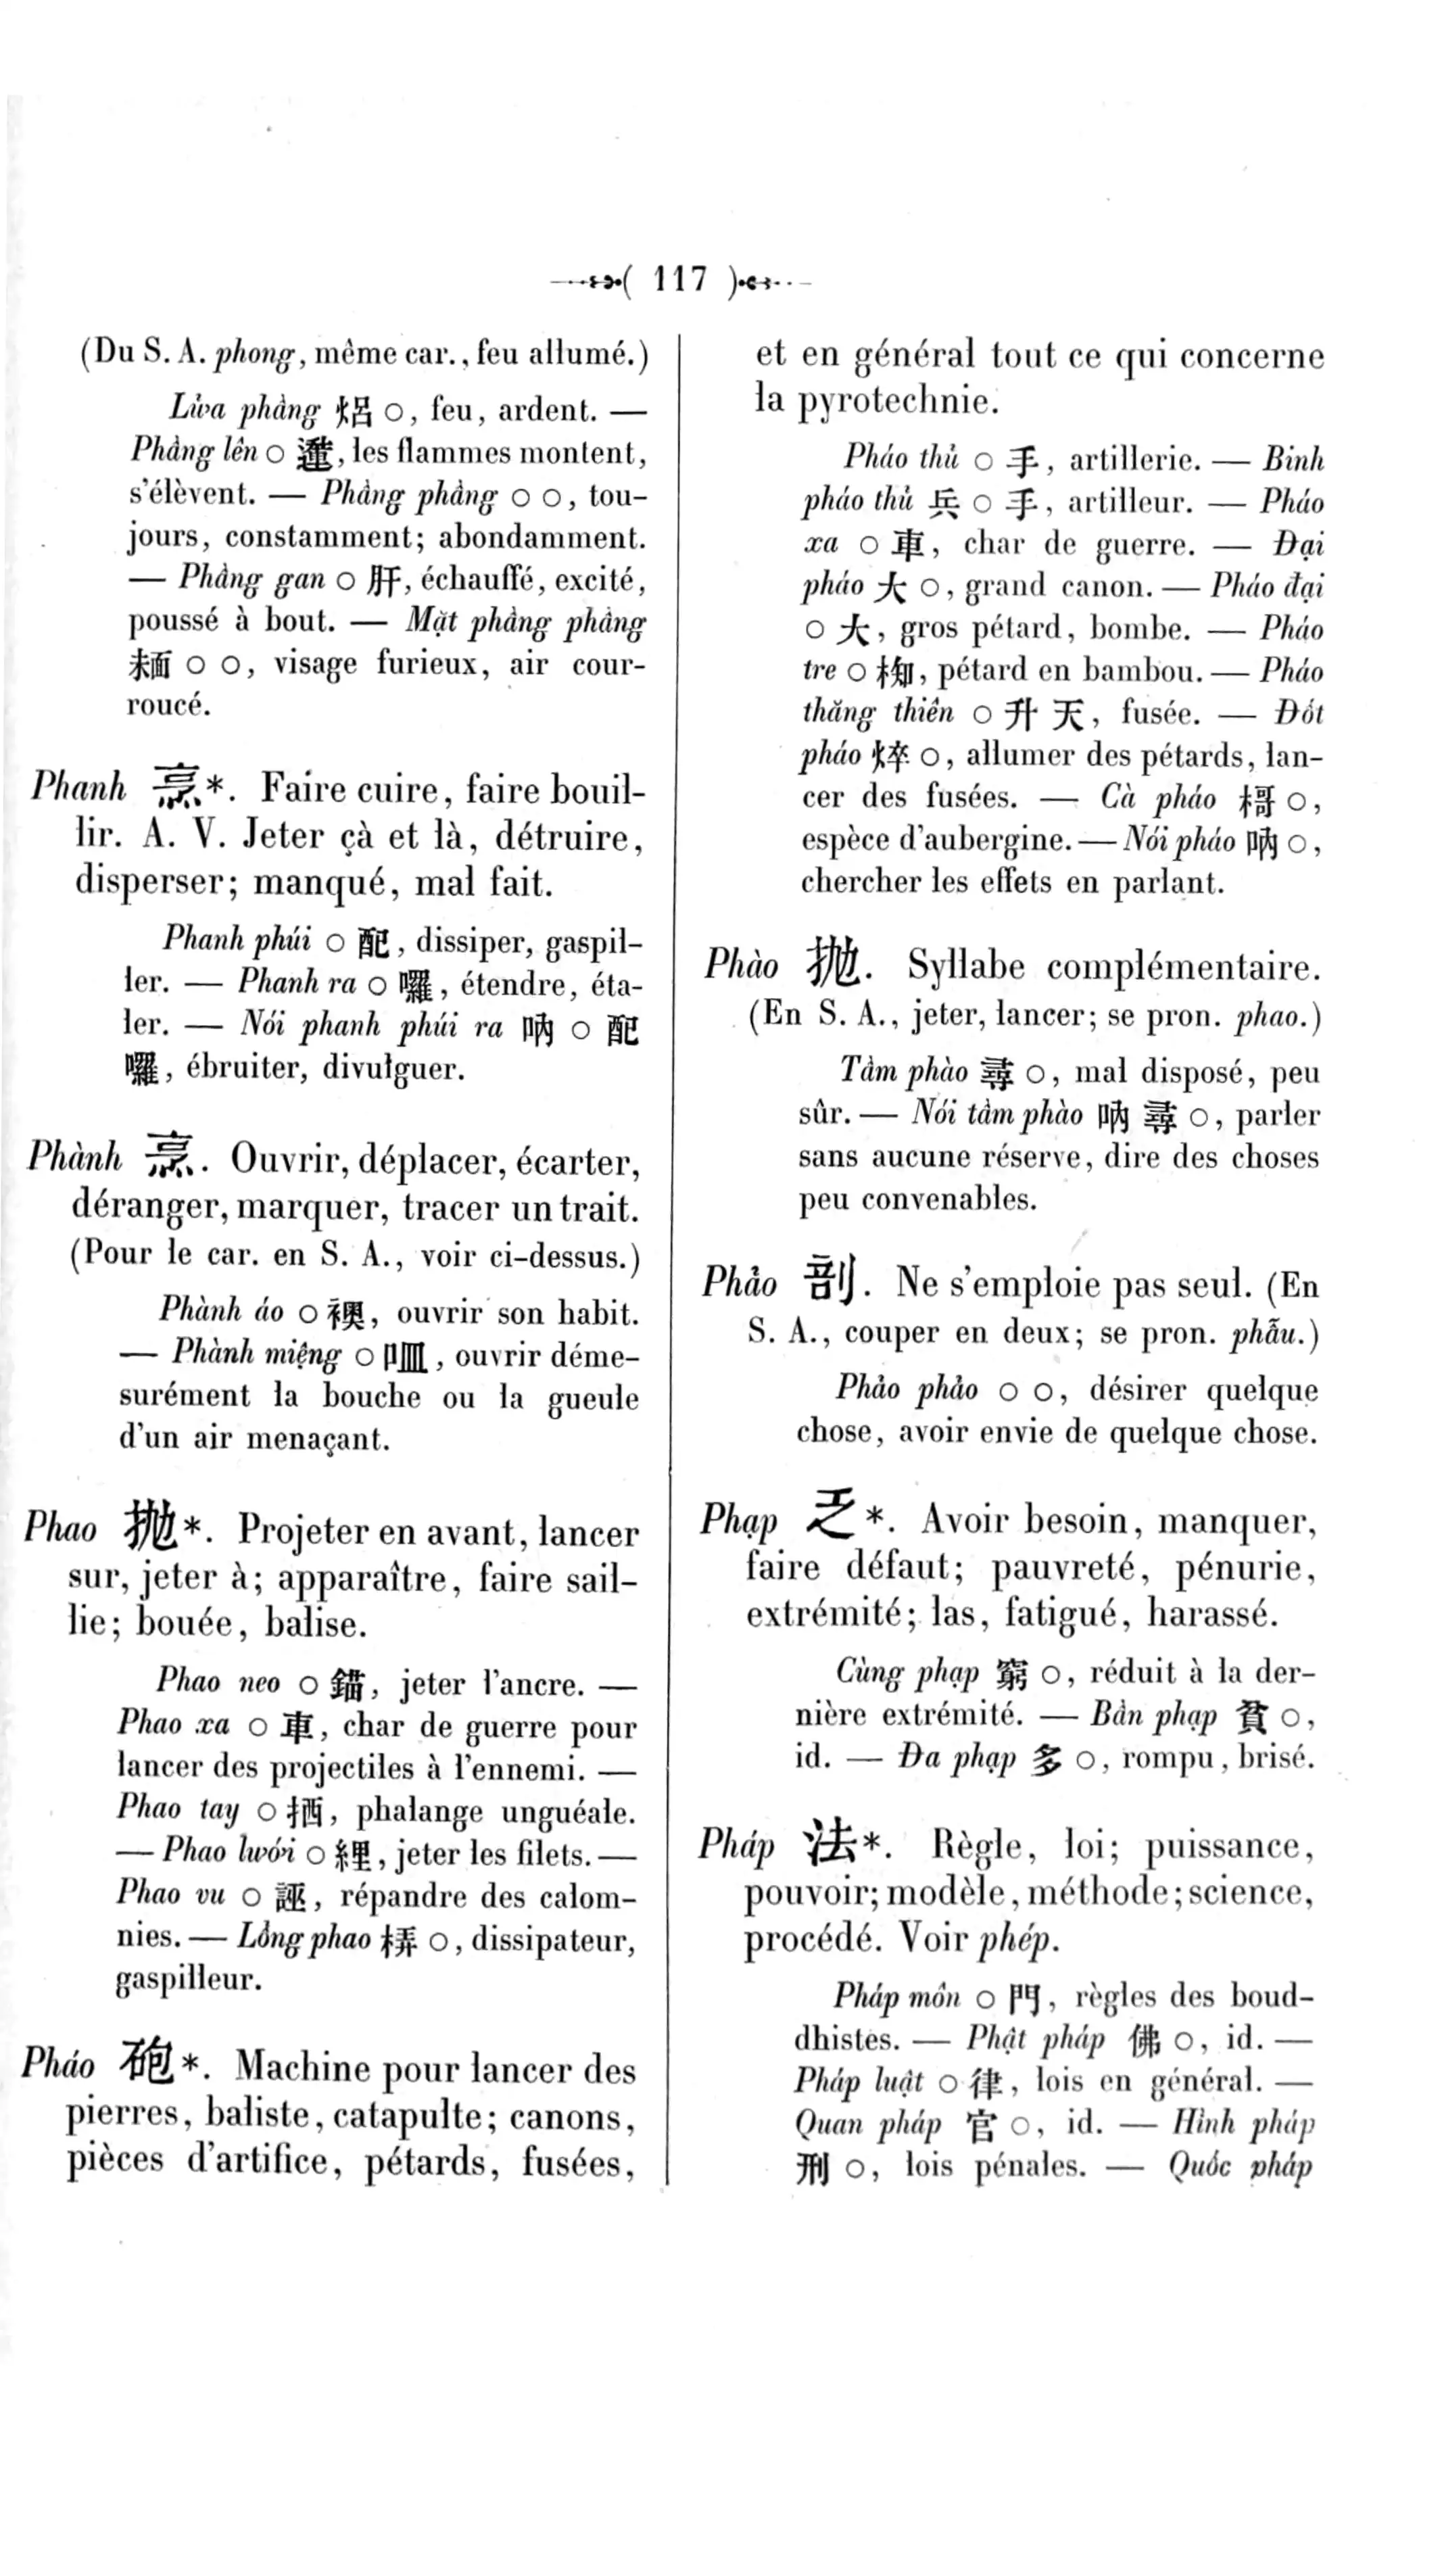 ( 117 )
(Du S. A. phong, même car., feu allumé.)
Lửa phầng 焒 ○, feu, ardent. —
Phầng lên ○ 蘧, les flammes montent,
s'élèvent. — Phầng phầng ○ ○, tou-
jours, constamment; abondamment.
— Phầng gan ○ 肝, échauffé, excité,
poussé à bout. — Mặt phầng phầng
○ ○, visage furieux, air cour-
roucé.
Phanh 烹*. Faire cuire, faire bouil-
lir. A. V. Jeter çà et là, détruire,
disperser; manqué, mal fait.
Phanh phúi ○ 配, dissiper, gaspil-
ler. — Phanh ra ○ 囉, étendre, éta-
ler. — Nói phanh phúi ra 吶 ○ 配
囉, ébruiter, divulguer.
Phành 烹. Ouvrir, déplacer, écarter,
déranger, marquer, tracer un trait.
(Pour le car. en S. A., voir ci-dessus.)
Phành áo ○ 襖, ouvrir son habit.
— Phành miệng ○ 𠰘, ouvrir déme-
surément la bouche ou la gueule
d'un air menaçant.
Phao 拋*. Projeter en avant, lancer
sur, jeter à; apparaître, faire sail-
lie; bouée, balise.
Phao neo ○ 錨, jeter l'ancre. —
Phao xa ○ 車, char de guerre pour
lancer des projectiles à l'ennemi. —
Phao tay ○ 拪, phalange unguéale.
— Phao lưới ○ 纆, jeter les filets. —
Phao vu ○ 誣, répandre des calom-
nies. — Lồng phao 梇 ○, dissipateur,
gaspilleur.
Pháo 砲*. Machine pour lancer des
pierres, baliste, catapulte; canons,
pièces d'artifice, pétards, fusées,
et en général tout ce qui concerne
la pyrotechnie.
Pháo thủ ○ 手, artillerie. — Binh
pháo thủ 兵 ○ 手, artilleur. — Pháo
xa ○ 車, char de guerre. — Đại
pháo 大 ○, grand canon. — Pháo đại
○ 大, gros pétard, bombe. — Pháo
tre ○ 椥, pétard en bambou. — Pháo
thăng thiên ○ 升 天, fusée. — Đốt
pháo 焠 ○, allumer des pétards, lan-
cer des fusées. — Cà pháo 樗 ○,
espèce d'aubergine. — Nói pháo 吶 ○,
chercher les effets en parlant.
Phào 拋. Syllabe complémentaire.
(En S. A., jeter, lancer; se pron. phao.)
Tầm phào 尋 ○, mal disposé, peu
sûr. — Nói tầm phào 吶 尋 ○, parler
sans aucune réserve, dire des choses
peu convenables.
Phảo 剖. Ne s'emploie pas seul. (En
S. A., couper en deux; se pron. phẫu.)
Phảo phảo ○ ○, désirer quelque
chose, avoir envie de quelque chose.
Phạp 乏*. Avoir besoin, manquer,
faire défaut; pauvreté, pénurie,
extrémité; las, fatigué, harassé.
Cùng phạp 窮 ○, réduit à la der-
nière extrémité. — Bần phạp 貧 ○,
id. — Đa phạp 多 ○, rompu, brisé.
Pháp 法*. Règle, loi; puissance,
pouvoir; modèle, méthode; science,
procédé. Voir phép.
Pháp môn ○ 門, règles des boud-
dhistes. — Phật pháp 佛 ○, id. —
Pháp luật ○ 律, lois en général. —
Quan pháp 官 ○, id. — Hình pháp
刑 ○, lois pénales. — Quốc pháp